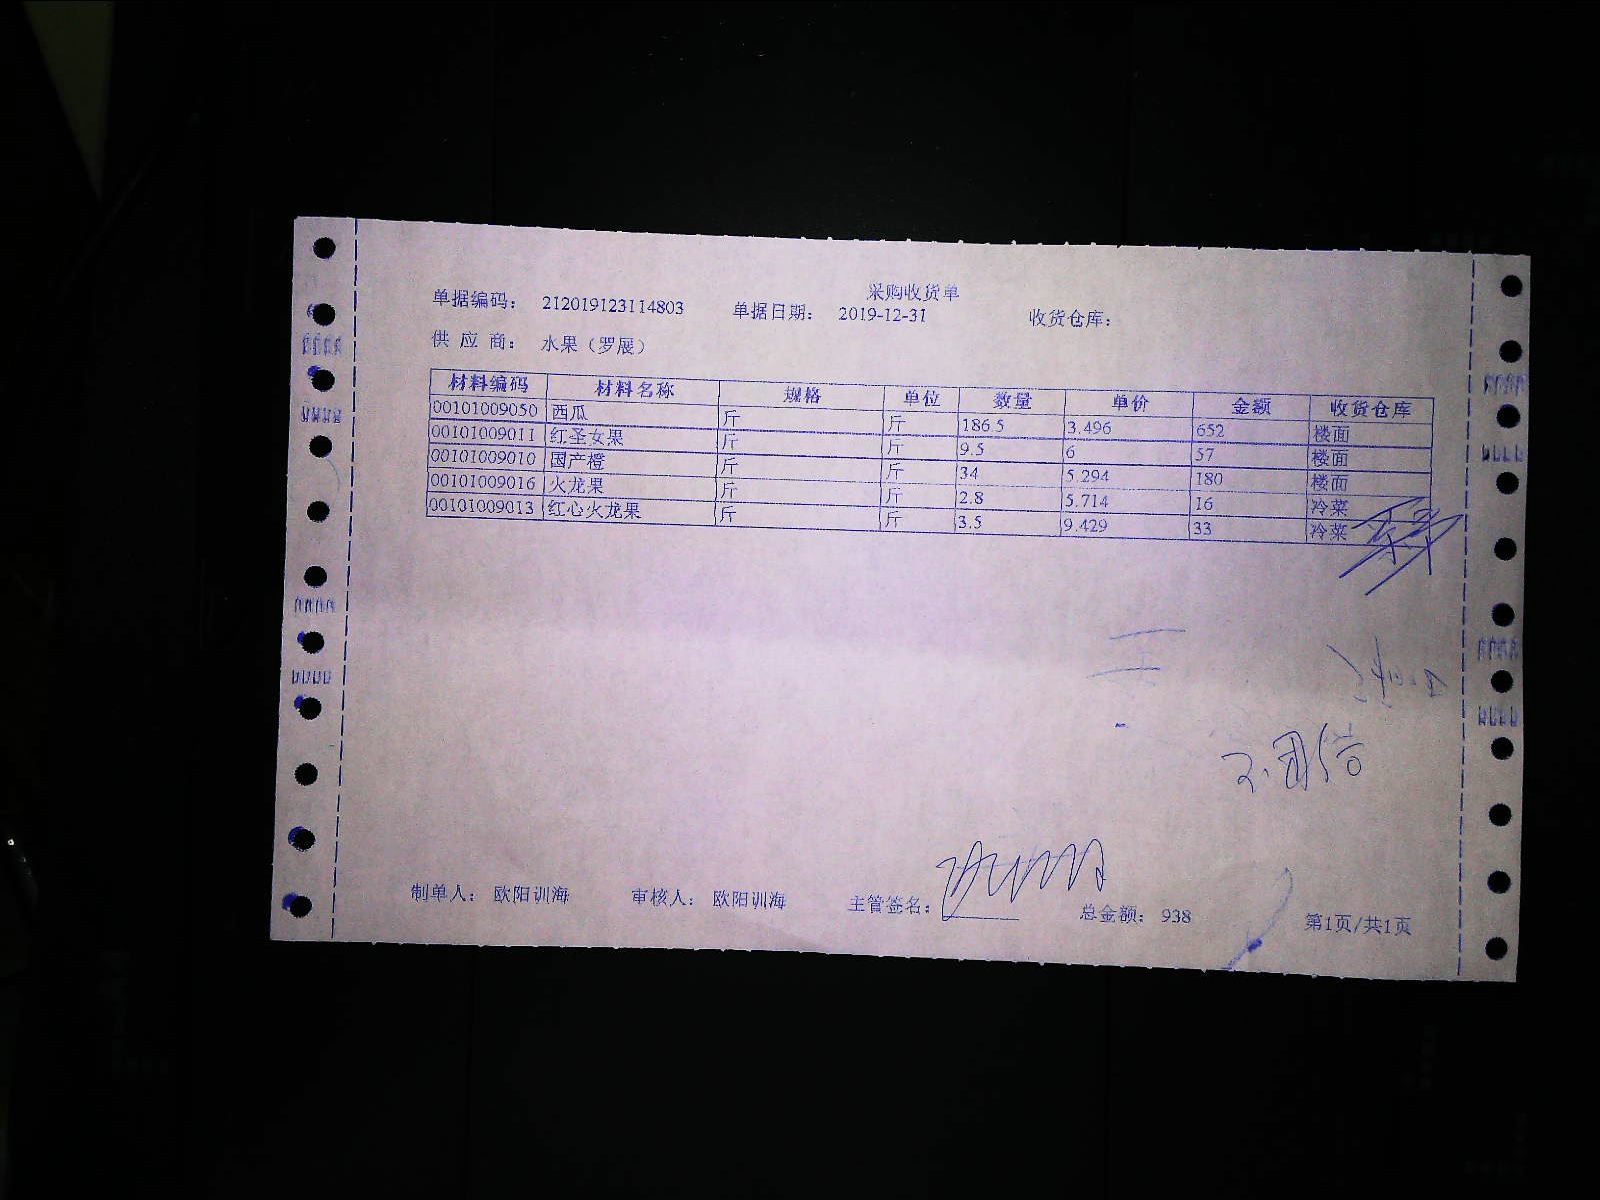 采购收货单
单据编码： 212019123114803 单据日期： 2019-12-31 收货仓库：
供 应 商： 水果（罗展）
材料编码 材料名称 规格 单位 数量 单价 金额 收货仓库
00101009050 西瓜 斤 斤 186.5 3.496 652 楼面
00101009011 红圣女果 斤 斤 9.5 6 57 楼面
00101009010 国产橙 斤 斤 34 5.294 180 楼面
00101009016 火龙果 斤 斤 2.8 5.714 16 冷菜
00101009013 红心火龙果 斤 斤 3.5 9.429 33 冷菜
制单人： 欧阳训海 审核人： 欧阳训海 主管签名： 总金额： 938 第1页/共1页